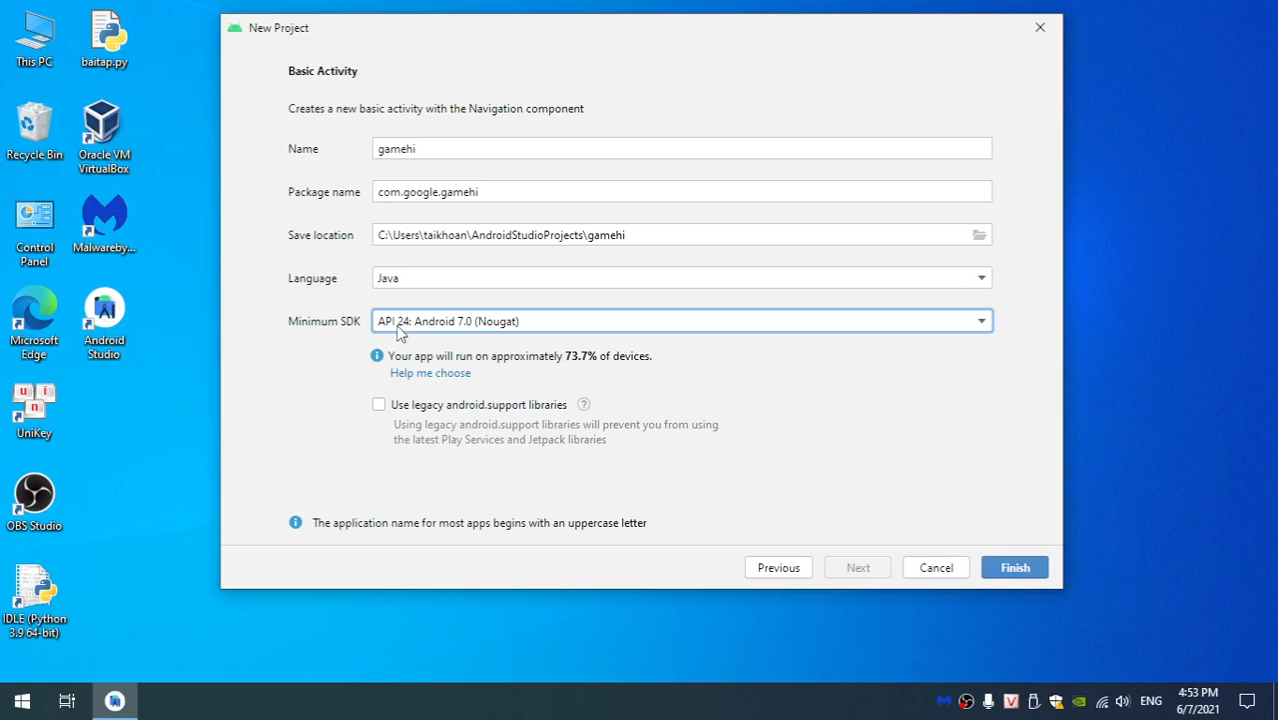 This PC
baitap.py
Recycle Bin
Oracle VM
VirtualBox
Control
Panel
Malwareby...
Microsoft
Edge
Android
Studio
UniKey
OBS Studio
IDLE (Python
3.9 64-bit)
New Project
Basic Activity
Creates a new basic activity with the Navigation component
Name
gamehi
Package name
com.google.gamehi
Save location
C:\Users\taikhoan\AndroidStudioProjects\gamehi
Language
Java
Minimum SDK
API 24: Android 7.0 (Nougat)
Your app will run on approximately 73.7% of devices.
Help me choose
Use legacy android.support libraries ?
Using legacy android.support libraries will prevent you from using
the latest Play Services and Jetpack libraries
The application name for most apps begins with an uppercase letter
Previous
Next
Cancel
Finish
V
ENG
4:53 PM
6/7/2021